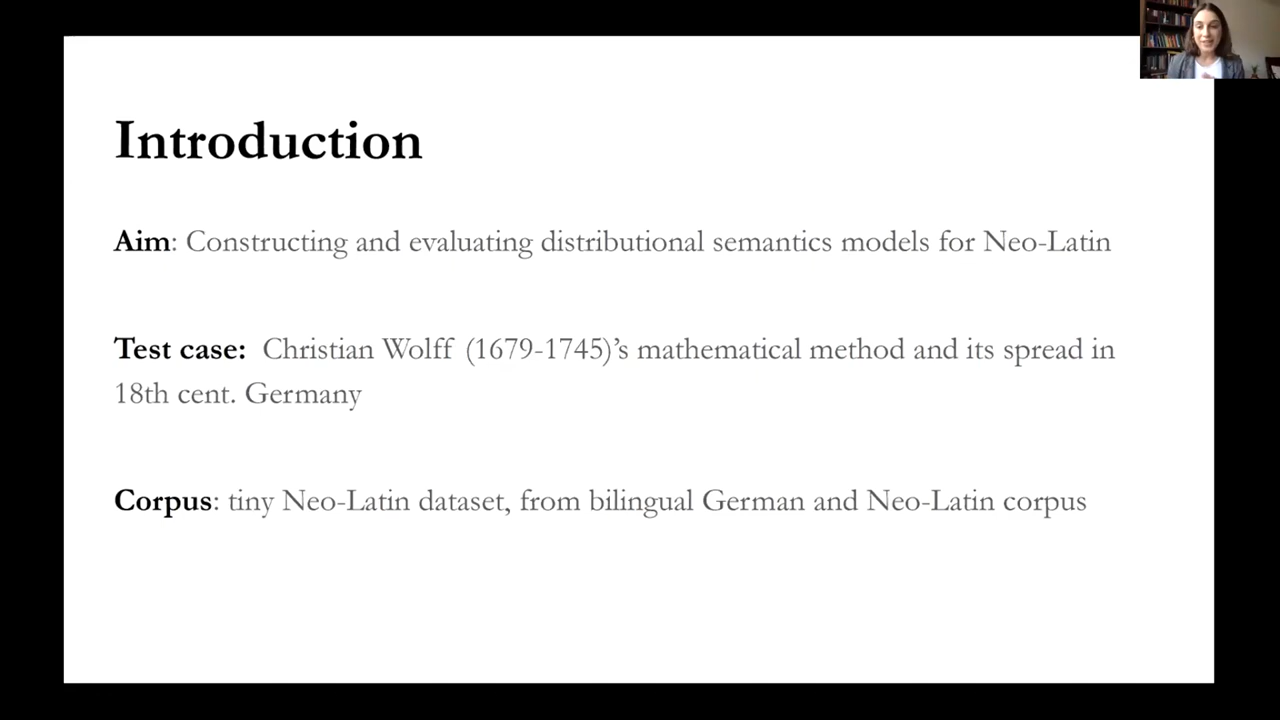 Introduction
Aim: Constructing and evaluating distributional semantics models for Neo-Latin
Test case: Christian Wolff (1679-1745)’s mathematical method and its spread in
18th cent. Germany
Corpus: tiny Neo-Latin dataset, from bilingual German and Neo-Latin corpus